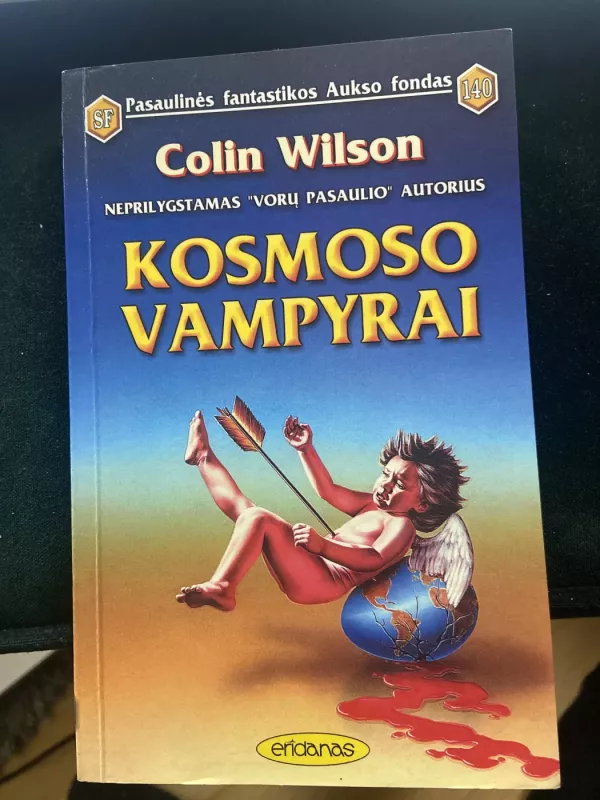 SF
Pasaulinės fantastikos Aukso fondas
140
Colin Wilson
NEPRILYGSTAMAS "VORŲ PASAULIO" AUTORIUS
KOSMOSO
VAMPYRAI
eridanas